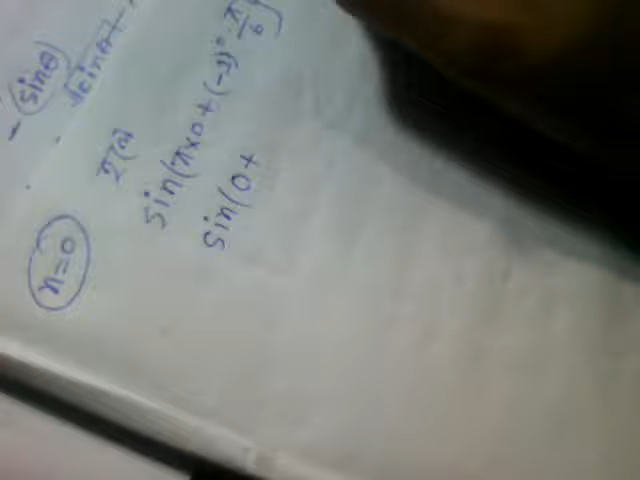 - (sinθ)
n=0
I(a)
sin(π×0+(-1)⁰·π/6)
sin(0+